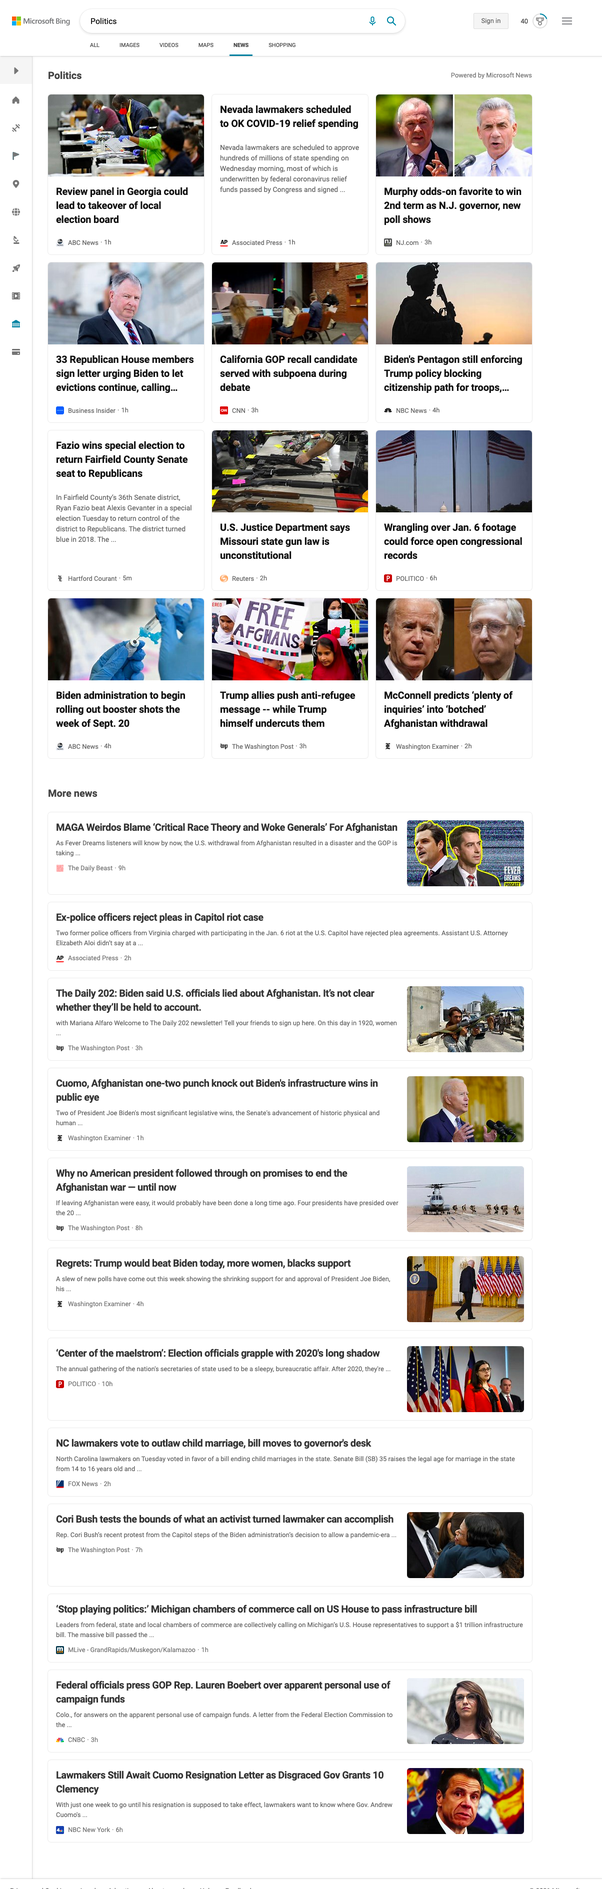 Microsoft Bing
Politics
Sign in
40
ALL IMAGES VIDEOS MAPS NEWS SHOPPING
Politics
Powered by Microsoft News
Review panel in Georgia could
lead to takeover of local
election board
ABC News · 1h
Nevada lawmakers scheduled
to OK COVID-19 relief spending
Nevada lawmakers are scheduled to approve
hundreds of millions of state spending on
Wednesday morning, most of which is
underwritten by federal coronavirus relief
funds passed by Congress and signed ...
AP Associated Press · 1h
Murphy odds-on favorite to win
2nd term as N.J. governor, new
poll shows
NJ.com · 3h
33 Republican House members
sign letter urging Biden to let
evictions continue, calling...
Business Insider · 1h
California GOP recall candidate
served with subpoena during
debate
CNN · 3h
Biden's Pentagon still enforcing
Trump policy blocking
citizenship path for troops,...
NBC News · 4h
Fazio wins special election to
return Fairfield County Senate
seat to Republicans
In Fairfield County's 36th Senate district,
Ryan Fazio beat Alexis Gevanter in a special
election Tuesday to return control of the
district to Republicans. The district turned
blue in 2018. The ...
Hartford Courant · 5m
U.S. Justice Department says
Missouri state gun law is
unconstitutional
Reuters · 2h
Wrangling over Jan. 6 footage
could force open congressional
records
POLITICO · 6h
Biden administration to begin
rolling out booster shots the
week of Sept. 20
ABC News · 4h
FREE
AFGHANS
Trump allies push anti-refugee
message -- while Trump
himself undercuts them
wp The Washington Post · 3h
McConnell predicts 'plenty of
inquiries' into 'botched'
Afghanistan withdrawal
Washington Examiner · 2h
More news
MAGA Weirdos Blame 'Critical Race Theory and Woke Generals' For Afghanistan
As Fever Dreams listeners will know by now, the U.S. withdrawal from Afghanistan resulted in a disaster and the GOP is
taking ...
The Daily Beast · 9h
FEVER
DREAMS
PODCAST
Ex-police officers reject pleas in Capitol riot case
Two former police officers from Virginia charged with participating in the Jan. 6 riot at the U.S. Capitol have rejected plea agreements. Assistant U.S. Attorney
Elizabeth Aloi didn't say at a ...
AP Associated Press · 2h
The Daily 202: Biden said U.S. officials lied about Afghanistan. It's not clear
whether they'll be held to account.
with Mariana Alfaro Welcome to The Daily 202 newsletter! Tell your friends to sign up here. On this day in 1920, women
...
wp The Washington Post · 3h
Cuomo, Afghanistan one-two punch knock out Biden's infrastructure wins in
public eye
Two of President Joe Biden's most significant legislative wins, the Senate's advancement of historic physical and
human ...
Washington Examiner · 1h
Why no American president followed through on promises to end the
Afghanistan war — until now
If leaving Afghanistan were easy, it would probably have been done a long time ago. Four presidents have presided over
the 20 ...
wp The Washington Post · 8h
Regrets: Trump would beat Biden today, more women, blacks support
A slew of new polls have come out this week showing the shrinking support for and approval of President Joe Biden,
his ...
Washington Examiner · 4h
'Center of the maelstrom': Election officials grapple with 2020's long shadow
The annual gathering of the nation's secretaries of state used to be a sleepy, bureaucratic affair. After 2020, they're ...
POLITICO · 10h
NC lawmakers vote to outlaw child marriage, bill moves to governor's desk
North Carolina lawmakers on Tuesday voted in favor of a bill ending child marriages in the state. Senate Bill (SB) 35 raises the legal age for marriage in the state
from 14 to 16 years old and ...
FOX News · 2h
Cori Bush tests the bounds of what an activist turned lawmaker can accomplish
Rep. Cori Bush's recent protest from the Capitol steps of the Biden administration's decision to allow a pandemic-era ...
wp The Washington Post · 7h
'Stop playing politics:' Michigan chambers of commerce call on US House to pass infrastructure bill
Leaders from federal, state and local chambers of commerce are collectively calling on Michigan's U.S. House representatives to support a $1 trillion infrastructure
bill. The massive bill passed the ...
MLive - GrandRapids/Muskegon/Kalamazoo · 1h
Federal officials press GOP Rep. Lauren Boebert over apparent personal use of
campaign funds
Colo., for answers on the apparent personal use of campaign funds. A letter from the Federal Election Commission to
the ...
CNBC · 3h
Lawmakers Still Await Cuomo Resignation Letter as Disgraced Gov Grants 10
Clemency
With just one week to go until his resignation is supposed to take effect, lawmakers want to know where Gov. Andrew
Cuomo's ...
NBC New York · 6h